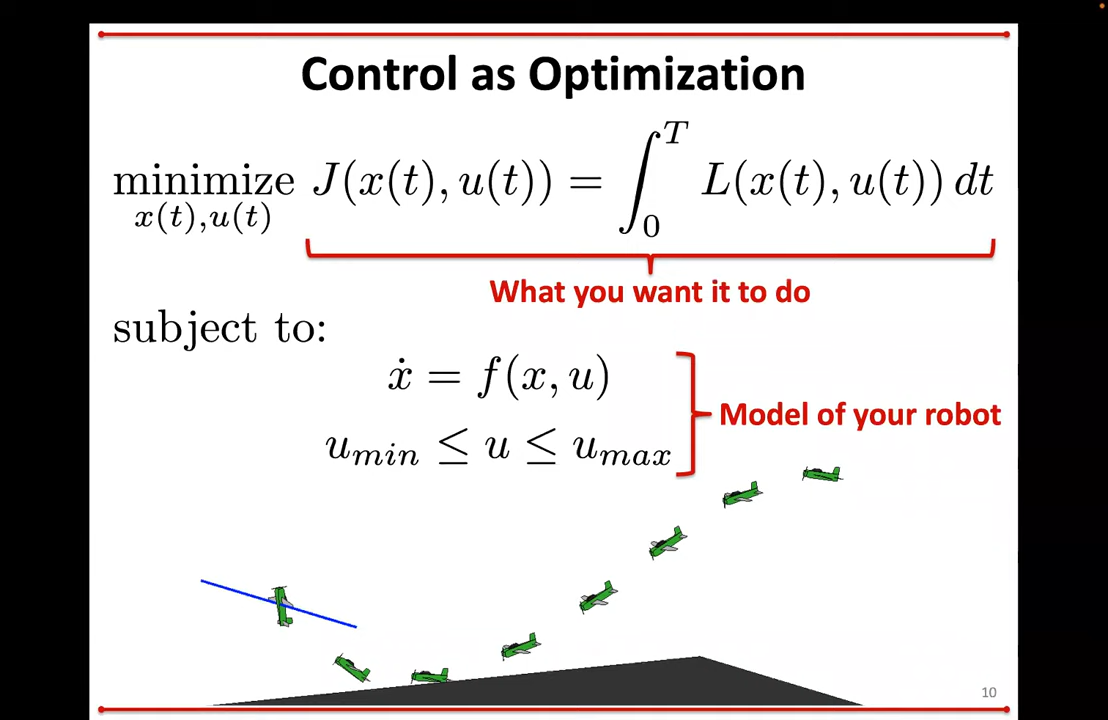 Control as Optimization
minimize J(x(t), u(t)) = ∫₀ᵀ L(x(t), u(t)) dt
x(t),u(t)
What you want it to do
subject to:
ẋ = f(x, u)
u_min ≤ u ≤ u_max
Model of your robot
10